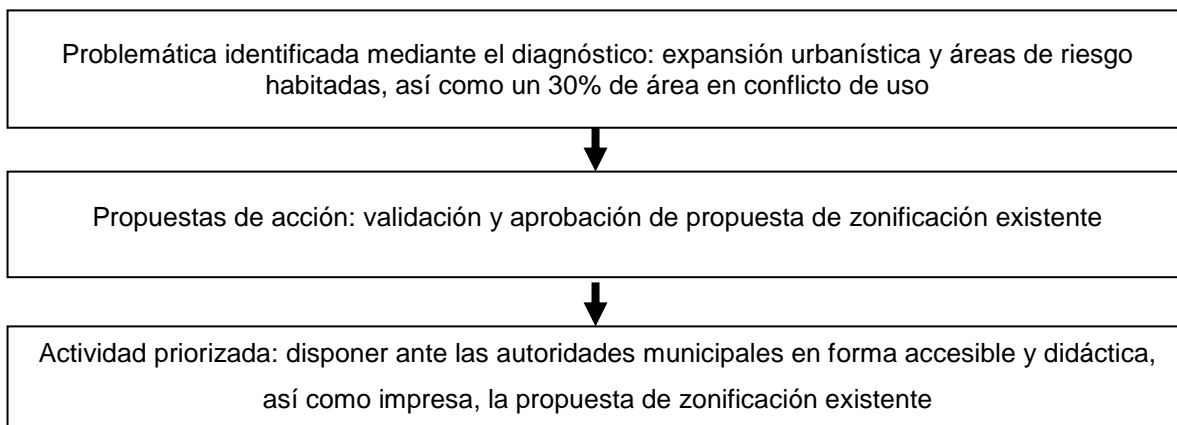 Problemática identificada mediante el diagnóstico: expansión urbanística y áreas de riesgo
habitadas, así como un 30% de área en conflicto de uso
Propuestas de acción: validación y aprobación de propuesta de zonificación existente
Actividad priorizada: disponer ante las autoridades municipales en forma accesible y didáctica,
así como impresa, la propuesta de zonificación existente